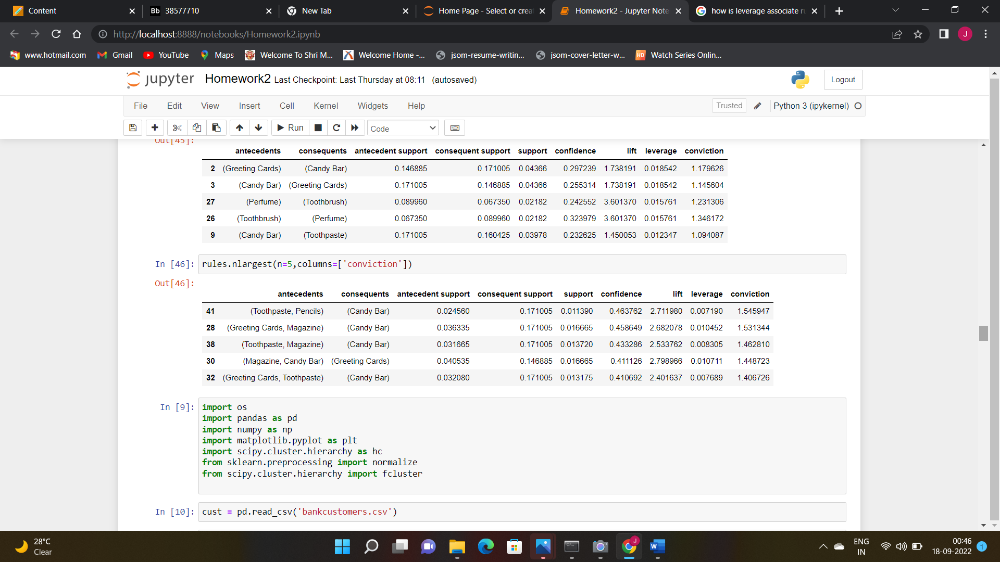 Content
Bb 38577710
New Tab
Home Page - Select or crea
Homework2 - Jupyter Note
how is leverage associate ru
http://localhost:8888/notebooks/Homework2.ipynb
J
www.hotmail.com
Gmail
YouTube
Maps
Welcome To Shri M...
Welcome Home -...
jsom-resume-writin...
jsom-cover-letter-w...
HD Watch Series Onlin...
jupyter Homework2 Last Checkpoint: Last Thursday at 08:11 (autosaved)
Logout
File Edit View Insert Cell Kernel Widgets Help
Trusted Python 3 (ipykernel)
Run Code
Out[45]:
antecedents consequents antecedent support consequent support support confidence lift leverage conviction
2 (Greeting Cards) (Candy Bar) 0.146885 0.171005 0.04366 0.297239 1.738191 0.018542 1.179626
3 (Candy Bar) (Greeting Cards) 0.171005 0.146885 0.04366 0.255314 1.738191 0.018542 1.145604
27 (Perfume) (Toothbrush) 0.089960 0.067350 0.02182 0.242552 3.601370 0.015761 1.231306
26 (Toothbrush) (Perfume) 0.067350 0.089960 0.02182 0.323979 3.601370 0.015761 1.346172
9 (Candy Bar) (Toothpaste) 0.171005 0.160425 0.03978 0.232625 1.450053 0.012347 1.094087
In [46]: rules.nlargest(n=5,columns=['conviction'])
Out[46]:
antecedents consequents antecedent support consequent support support confidence lift leverage conviction
41 (Toothpaste, Pencils) (Candy Bar) 0.024560 0.171005 0.011390 0.463762 2.711980 0.007190 1.545947
28 (Greeting Cards, Magazine) (Candy Bar) 0.036335 0.171005 0.016665 0.458649 2.682078 0.010452 1.531344
38 (Toothpaste, Magazine) (Candy Bar) 0.031665 0.171005 0.013720 0.433286 2.533762 0.008305 1.462810
30 (Magazine, Candy Bar) (Greeting Cards) 0.040535 0.146885 0.016665 0.411126 2.798966 0.010711 1.448723
32 (Greeting Cards, Toothpaste) (Candy Bar) 0.032080 0.171005 0.013175 0.410692 2.401637 0.007689 1.406726
In [9]: import os
import pandas as pd
import numpy as np
import matplotlib.pyplot as plt
import scipy.cluster.hierarchy as hc
from sklearn.preprocessing import normalize
from scipy.cluster.hierarchy import fcluster
In [10]: cust = pd.read_csv('bankcustomers.csv')
28°C
Clear
J
W
ENG
IN
00:46
18-09-2022
1